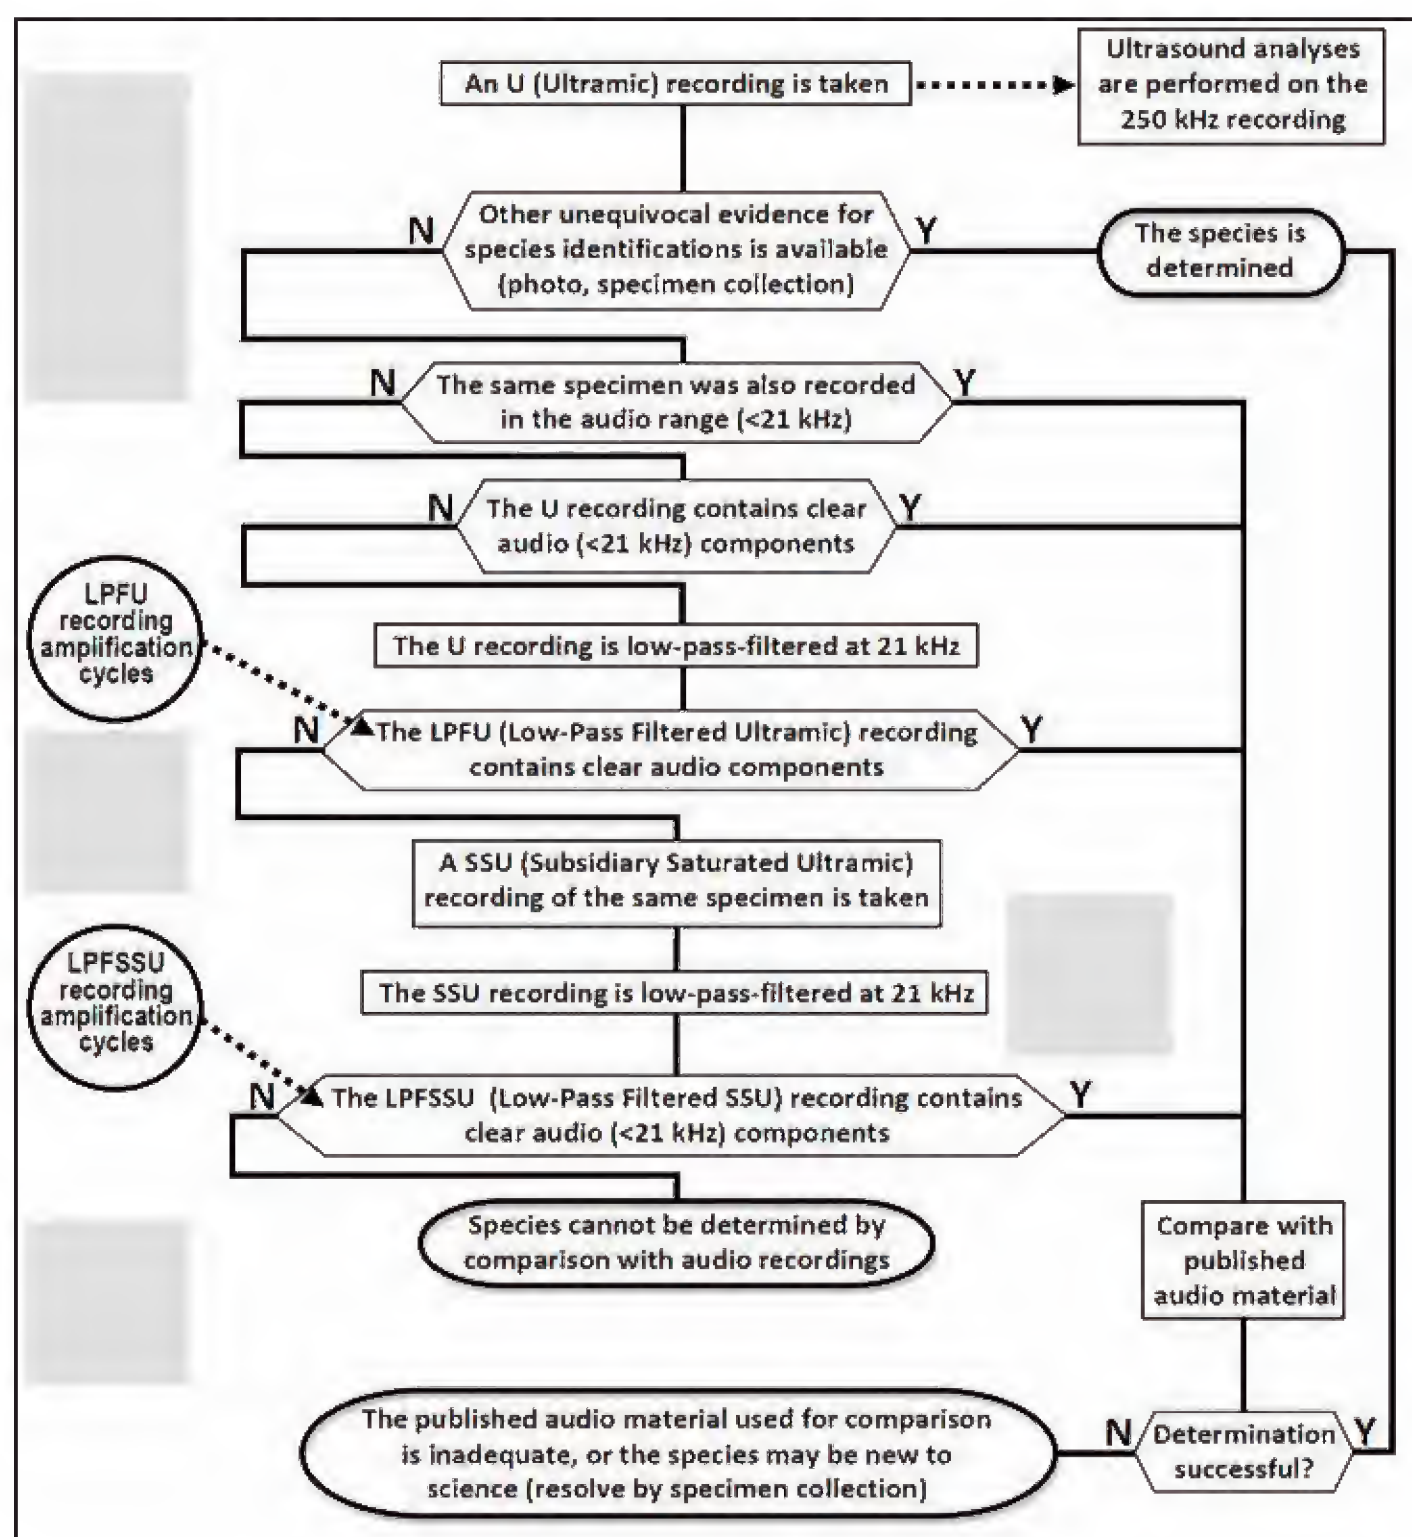 An U (Ultramic) recording is taken
Ultrasound analyses
are performed on the
250 kHz recording
N
Other unequivocal evidence for
species identifications is available
(photo, specimen collection)
Y
The species is
determined
N
The same specimen was also recorded
in the audio range (<21 kHz)
Y
N
The U recording contains clear
audio (<21 kHz) components
Y
LPFU
recording
amplification
cycles
The U recording is low-pass-filtered at 21 kHz
N
The LPFU (Low-Pass Filtered Ultramic) recording
contains clear audio components
Y
A SSU (Subsidiary Saturated Ultramic)
recording of the same specimen is taken
LPFSSU
recording
amplification
cycles
The SSU recording is low-pass-filtered at 21 kHz
N
The LPFSSU (Low-Pass Filtered SSU) recording contains
clear audio (<21 kHz) components
Y
Species cannot be determined by
comparison with audio recordings
Compare with
published
audio material
The published audio material used for comparison
is inadequate, or the species may be new to
science (resolve by specimen collection)
N
Determination
successful?
Y